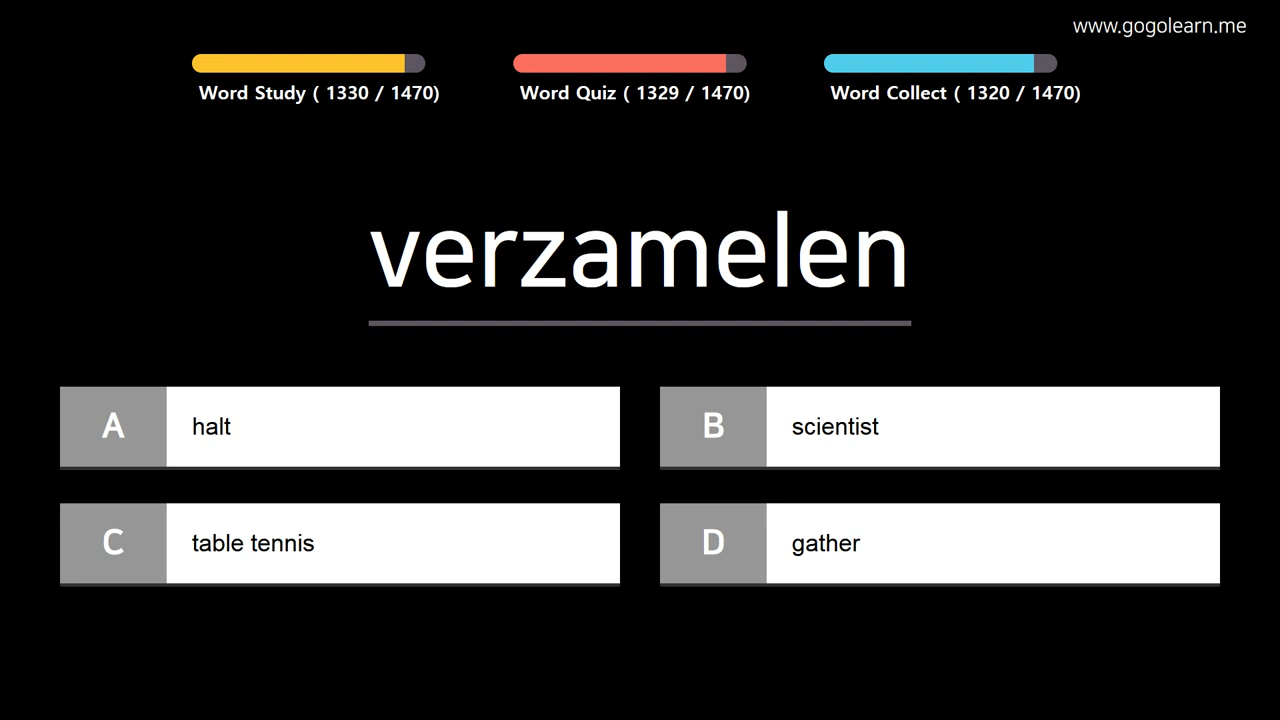 www.gogolearn.me
Word Study ( 1330 / 1470)
Word Quiz ( 1329 / 1470)
Word Collect ( 1320 / 1470)
verzamelen
A halt
B scientist
C table tennis
D gather